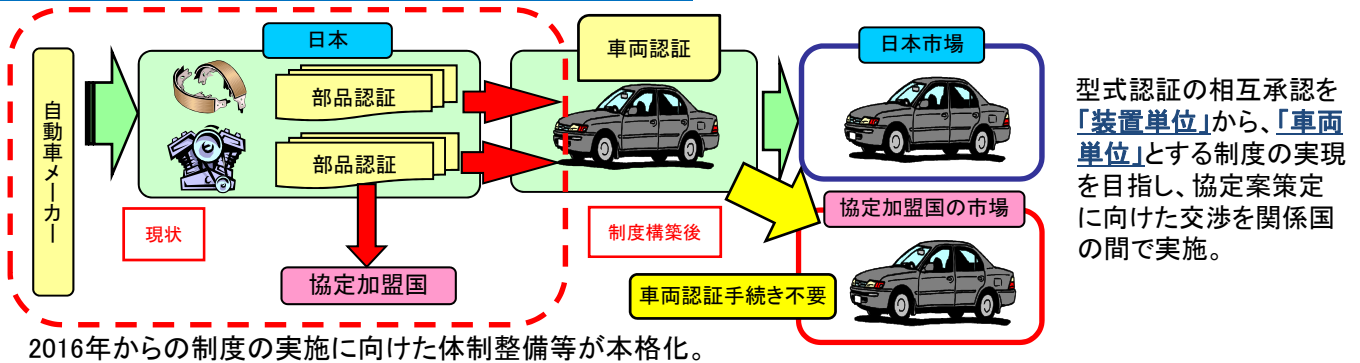 日本
車両認証
日本市場
自動車メーカー
部品認証
部品認証
型式認証の相互承認を
「装置単位」から、「車両
単位」とする制度の実現
を目指し、協定案策定
に向けた交渉を関係国
の間で実施。
現状
制度構築後
協定加盟国の市場
協定加盟国
車両認証手続き不要
2016年からの制度の実施に向けた体制整備等が本格化。